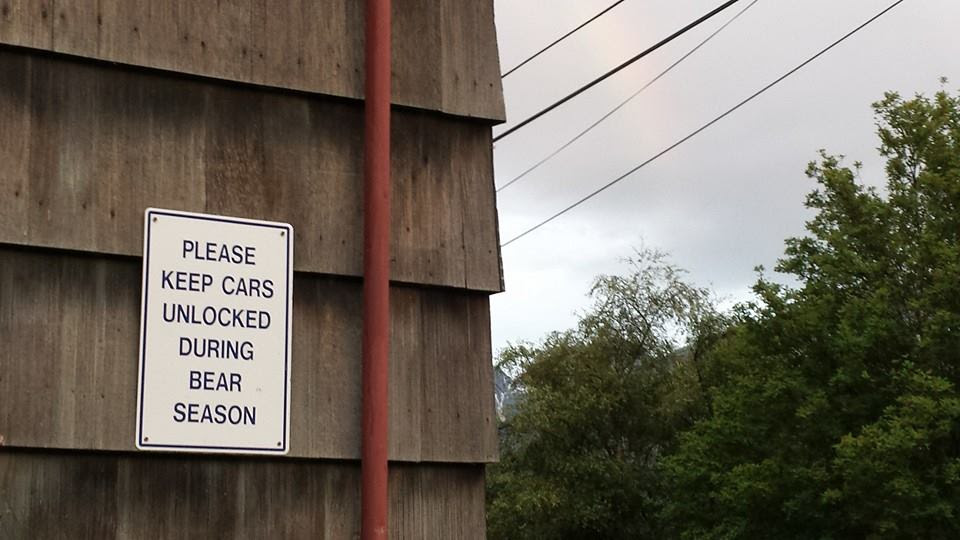 PLEASE
KEEP CARS
UNLOCKED
DURING
BEAR
SEASON